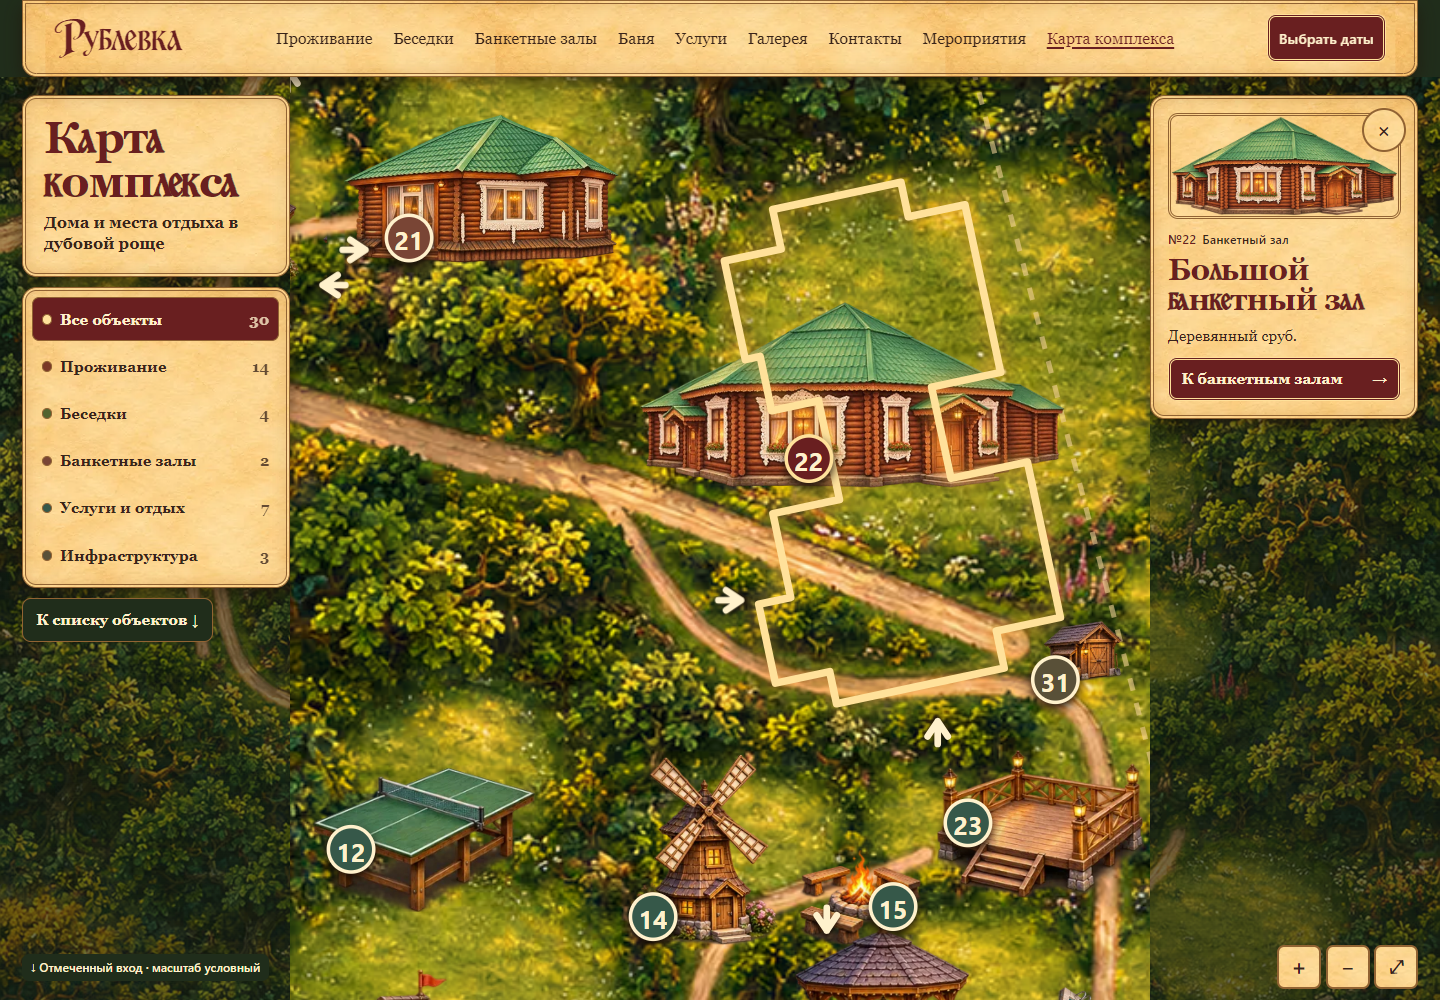 Рублевка
Проживание
Беседки
Банкетные залы
Баня
Услуги
Галерея
Контакты
Мероприятия
Карта комплекса
Выбрать даты
Карта
комплекса
Дома и места отдыха в
дубовой роще
Все объекты 30
Проживание 14
Беседки 4
Банкетные залы 2
Услуги и отдых 7
Инфраструктура 3
К списку объектов ↓
↓ Отмеченный вход · масштаб условный
21
22
31
12
14
23
15
×
№22 Банкетный зал
Большой
банкетный зал
Деревянный сруб.
К банкетным залам →
+
−
⤢